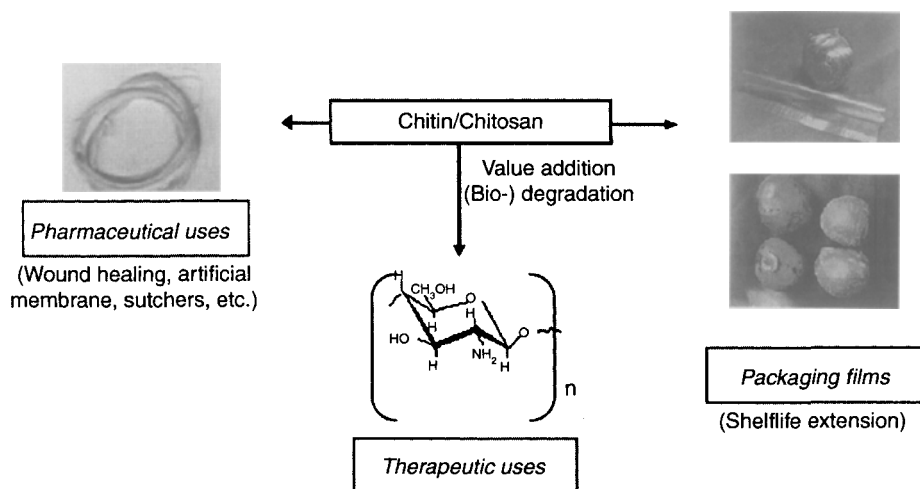 Chitin/Chitosan
Value addition
(Bio-) degradation
Pharmaceutical uses
(Wound healing, artificial
membrane, sutchers, etc.)
H
CH3OH
O
H
H
HO
NH2
H
H
O
n
Packaging films
(Shelflife extension)
Therapeutic uses